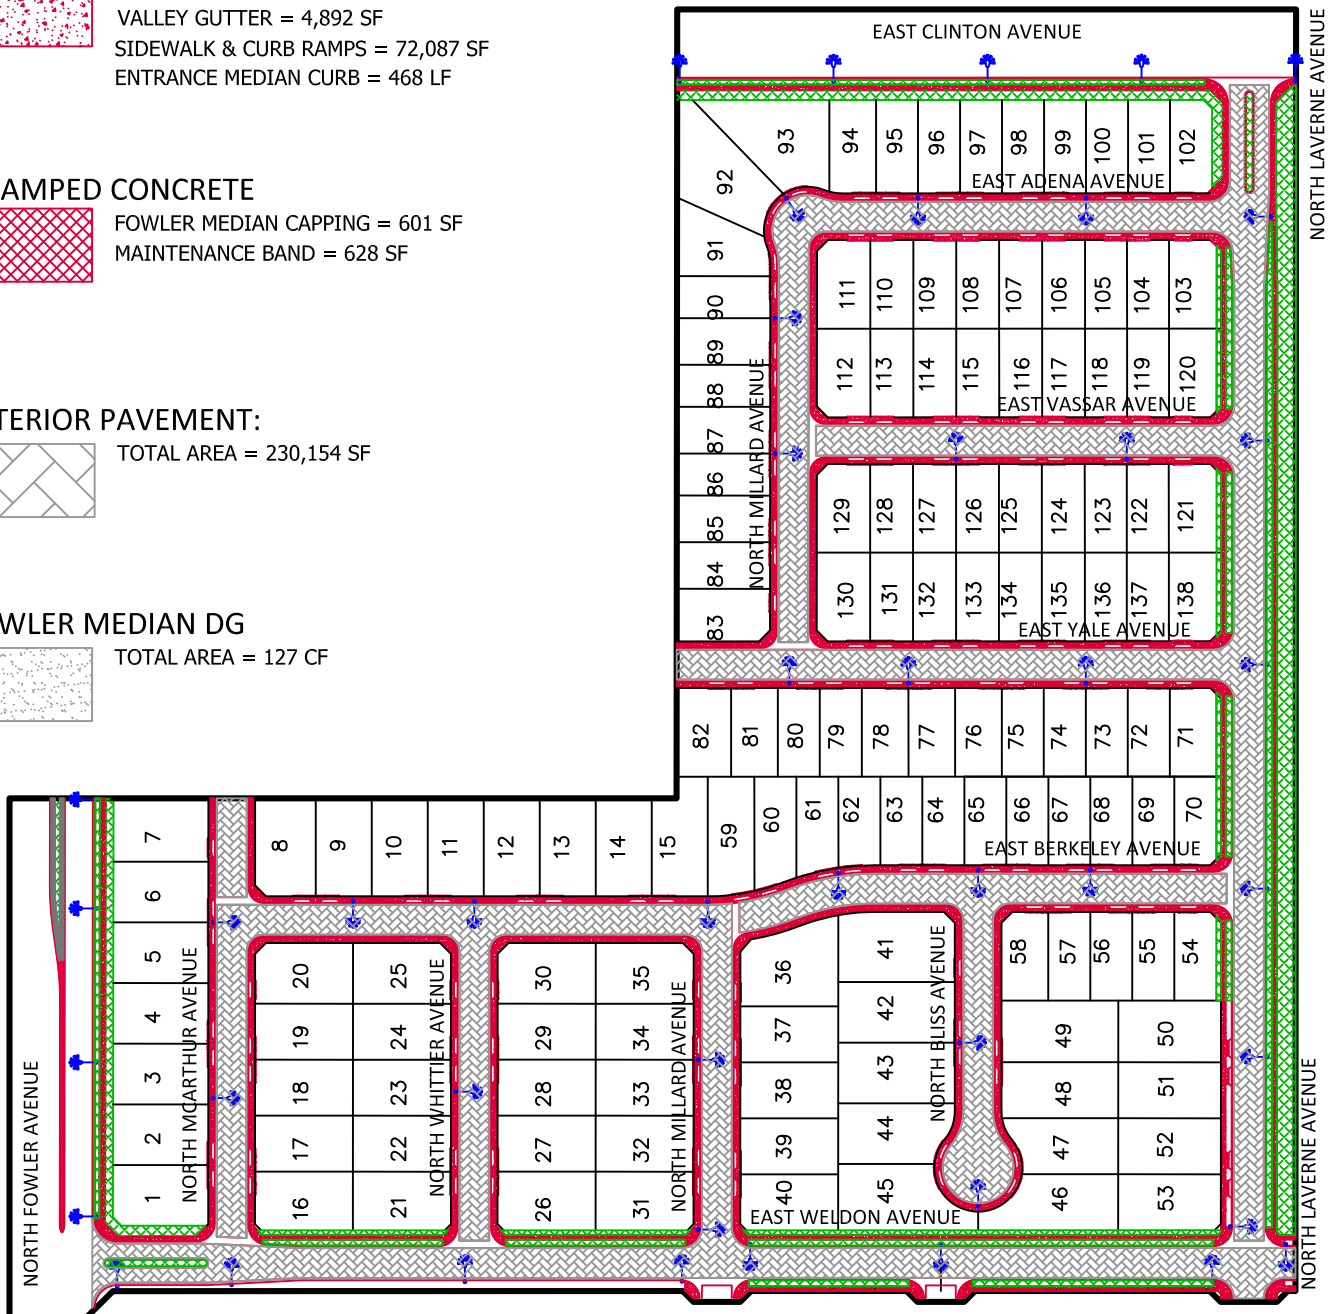 VALLEY GUTTER = 4,892 SF
SIDEWALK & CURB RAMPS = 72,087 SF
ENTRANCE MEDIAN CURB = 468 LF
AMPED CONCRETE
FOWLER MEDIAN CAPPING = 601 SF
MAINTENANCE BAND = 628 SF
TERIOR PAVEMENT:
TOTAL AREA = 230,154 SF
WLER MEDIAN DG
TOTAL AREA = 127 CF
EAST CLINTON AVENUE
NORTH LAVERNE AVENUE
93 94 95 96 97 98 99 100 101 102
92
EAST ADENA AVENUE
91
90
89
88
87
86
85
84
83
NORTH MILLARD AVENUE
111 110 109 108 107 106 105 104 103
112 113 114 115 116 117 118 119 120
EAST VASSAR AVENUE
129 128 127 126 125 124 123 122 121
130 131 132 133 134 135 136 137 138
EAST YALE AVENUE
82 81 80 79 78 77 76 75 74 73 72 71
59 60 61 62 63 64 65 66 67 68 69 70
EAST BERKELEY AVENUE
7
6
5
4
3
2
1
8 9 10 11 12 13 14 15
NORTH FOWLER AVENUE
NORTH MCARTHUR AVENUE
20 25
19 24
18 23
17 22
16 21
NORTH WHITTIER AVENUE
30 35
29 34
28 33
27 32
26 31
NORTH MILLARD AVENUE
36 41
37 42
38 43
39 44
40 45
NORTH BLISS AVENUE
58 57 56 55 54
49 50
48 51
47 52
46 53
EAST WELDON AVENUE
NORTH LAVERNE AVENUE